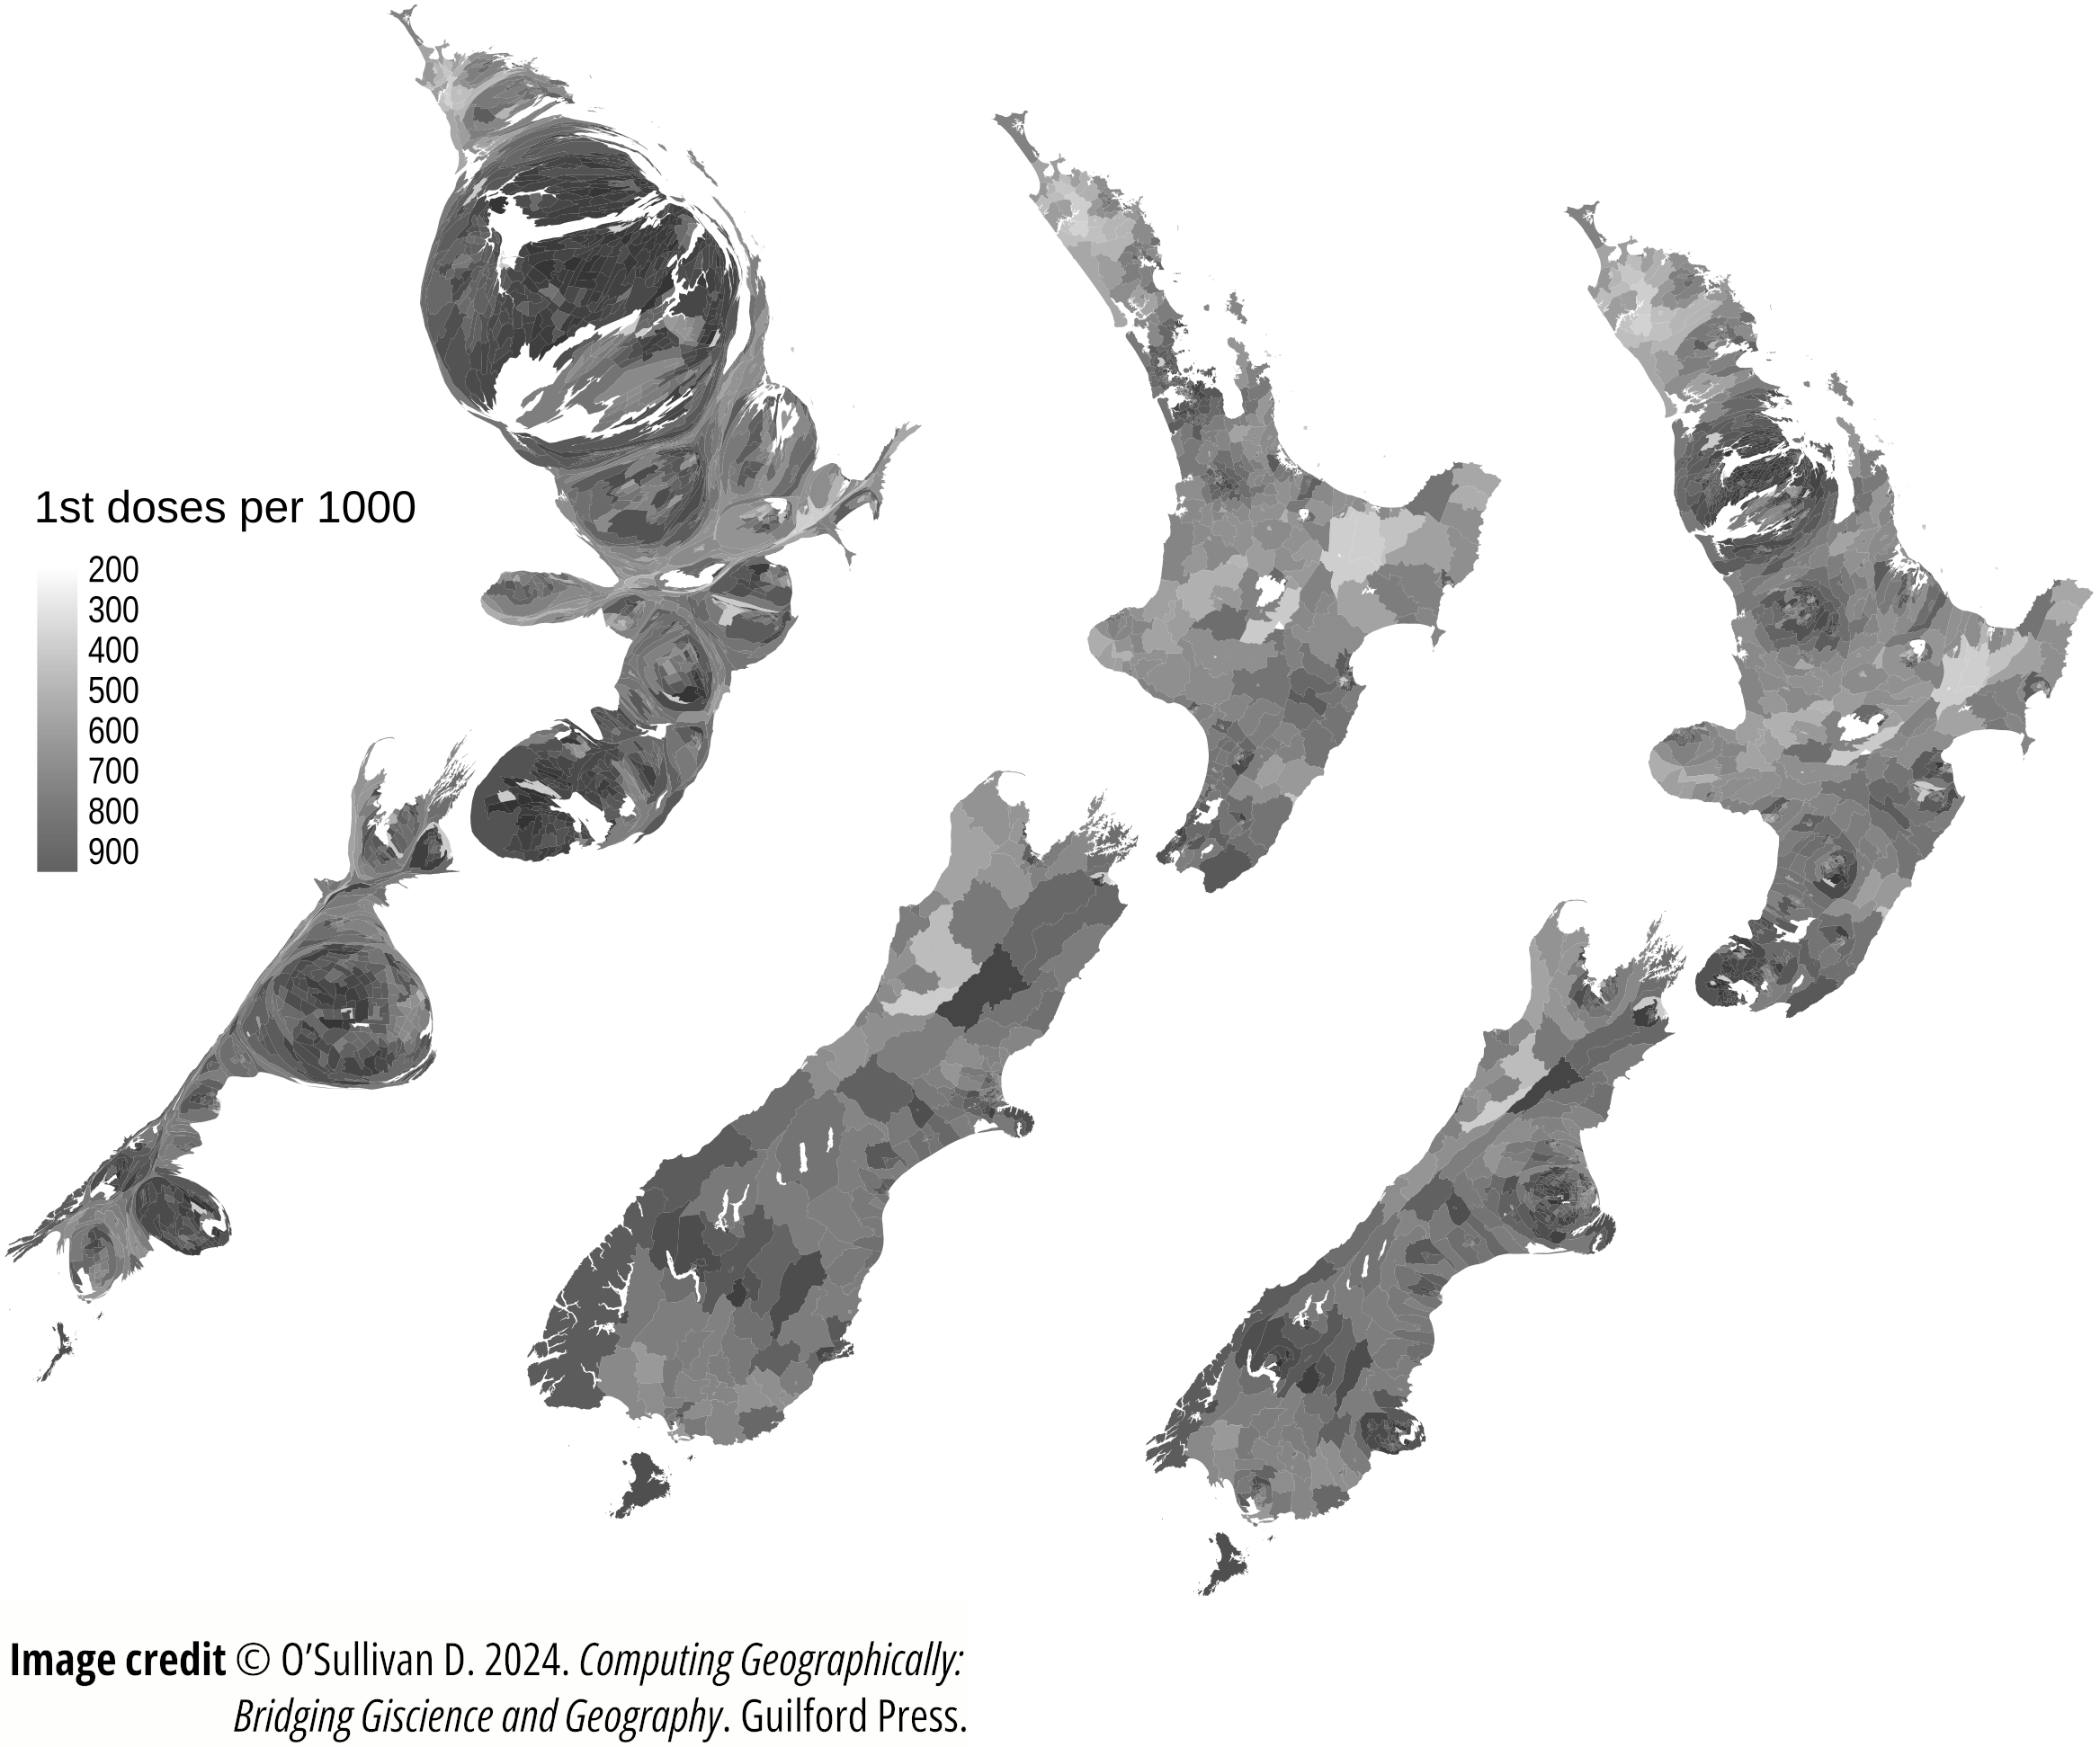 1st doses per 1000
200
300
400
500
600
700
800
900
Image credit © O’Sullivan D. 2024. Computing Geographically:
Bridging Giscience and Geography. Guilford Press.